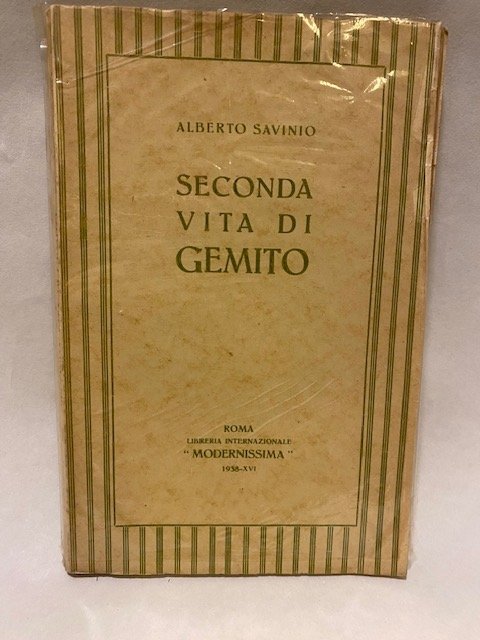 ALBERTO SAVINIO
SECONDA
VITA DI
GEMITO
ROMA
LIBRERIA INTERNAZIONALE
"MODERNISSIMA"
1938-XVI